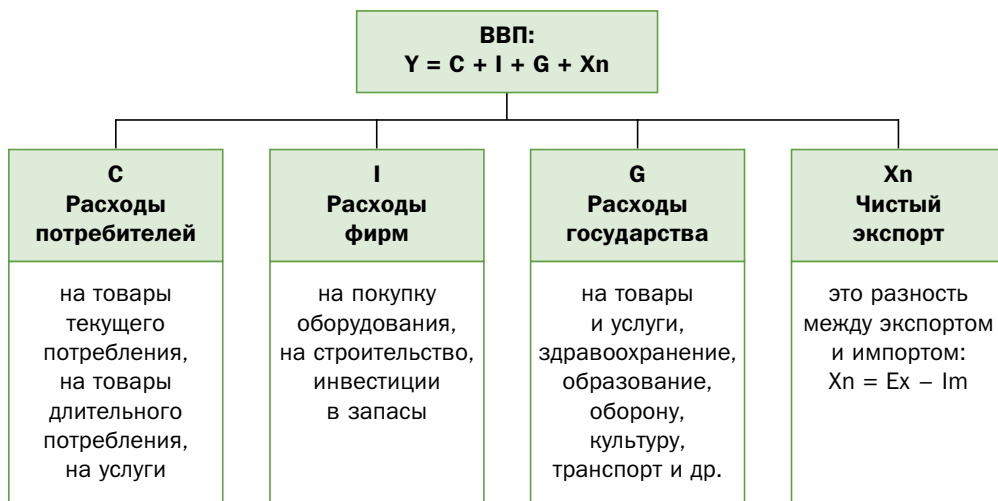 ВВП:
Y = C + I + G + Xn
C
Расходы
потребителей
на товары
текущего
потребления,
на товары
длительного
потребления,
на услуги
I
Расходы
фирм
на покупку
оборудования,
на строительство,
инвестиции
в запасы
G
Расходы
государства
на товары
и услуги,
здравоохранение,
образование,
оборону,
культуру,
транспорт и др.
Xn
Чистый
экспорт
это разность
между экспортом
и импортом:
Xn = Ex – Im